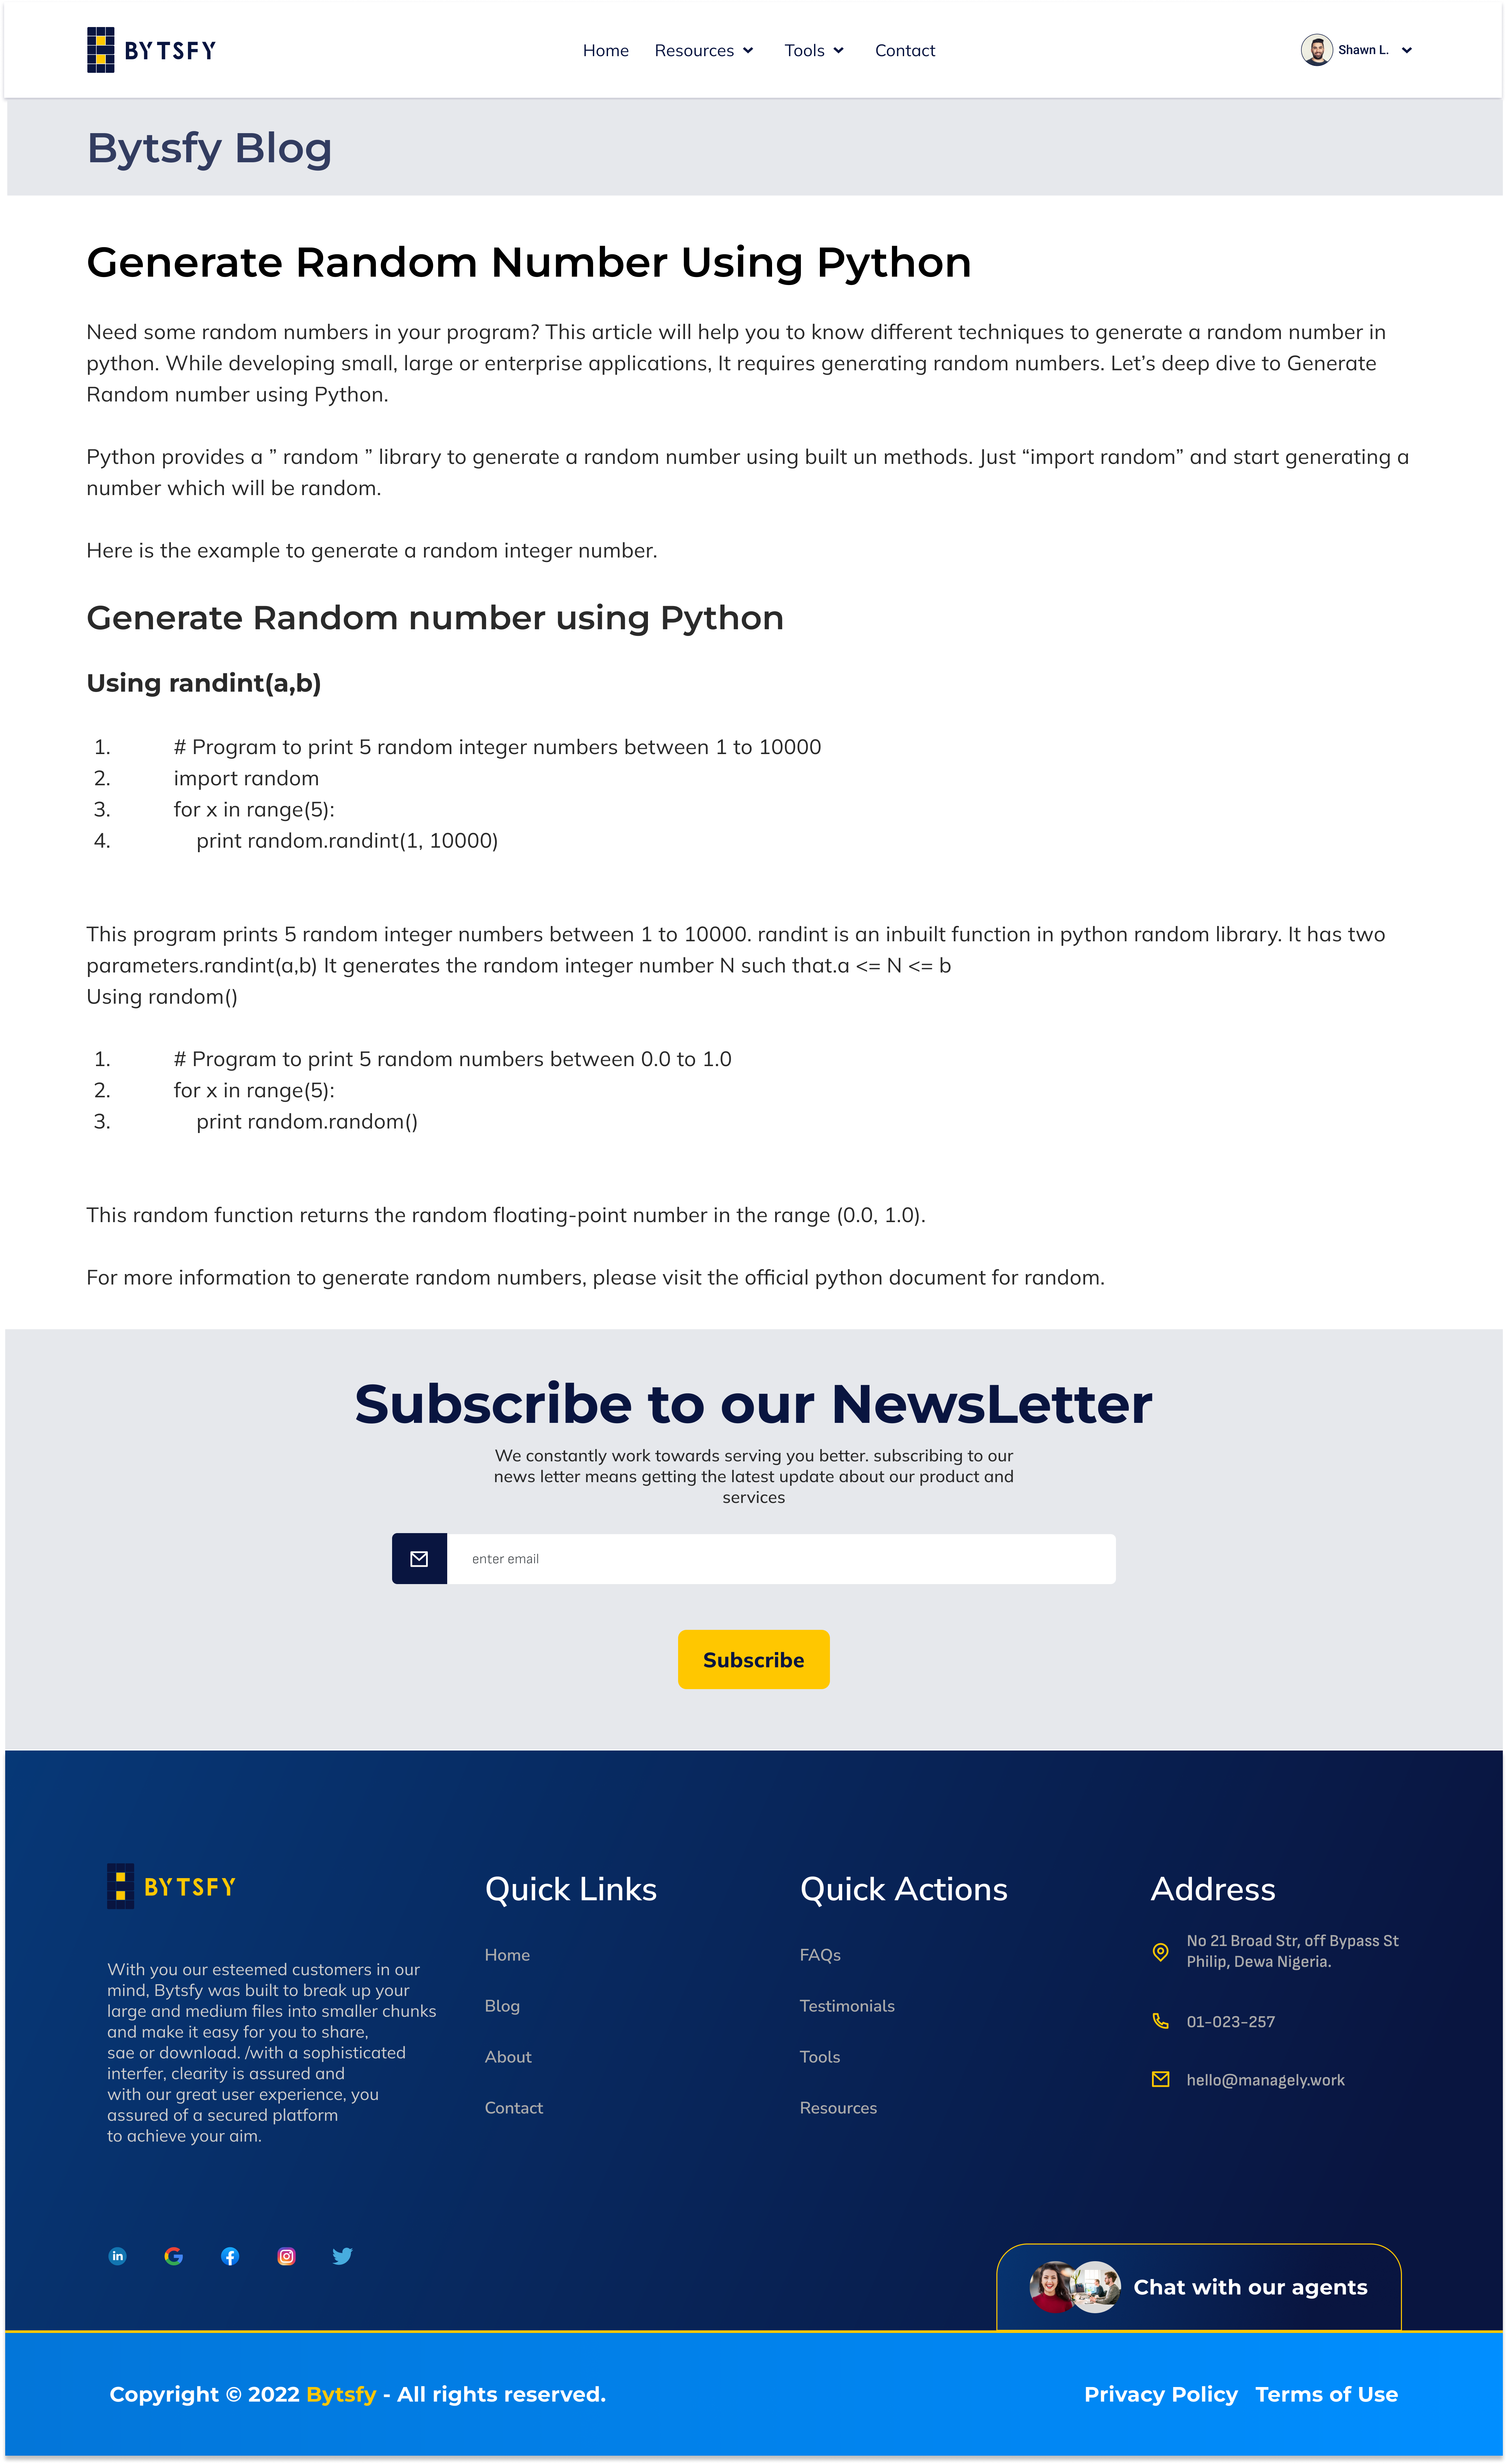 BYTSFY
Home Resources Tools Contact
Shawn L.
Bytsfy Blog
Generate Random Number Using Python
Need some random numbers in your program? This article will help you to know different techniques to generate a random number in
python. While developing small, large or enterprise applications, It requires generating random numbers. Let’s deep dive to Generate
Random number using Python.
Python provides a ” random ” library to generate a random number using built un methods. Just “import random” and start generating a
number which will be random.
Here is the example to generate a random integer number.
Generate Random number using Python
Using randint(a,b)
1. # Program to print 5 random integer numbers between 1 to 10000
2. import random
3. for x in range(5):
4. print random.randint(1, 10000)
This program prints 5 random integer numbers between 1 to 10000. randint is an inbuilt function in python random library. It has two
parameters.randint(a,b) It generates the random integer number N such that.a <= N <= b
Using random()
1. # Program to print 5 random numbers between 0.0 to 1.0
2. for x in range(5):
3. print random.random()
This random function returns the random floating-point number in the range (0.0, 1.0).
For more information to generate random numbers, please visit the official python document for random.
Subscribe to our NewsLetter
We constantly work towards serving you better. subscribing to our
news letter means getting the latest update about our product and
services
enter email
Subscribe
BYTSFY
With you our esteemed customers in our
mind, Bytsfy was built to break up your
large and medium files into smaller chunks
and make it easy for you to share,
sae or download. /with a sophisticated
interfer, clearity is assured and
with our great user experience, you
assured of a secured platform
to achieve your aim.
Quick Links
Home
Blog
About
Contact
Quick Actions
FAQs
Testimonials
Tools
Resources
Address
No 21 Broad Str, off Bypass St
Philip, Dewa Nigeria.
01-023-257
hello@managely.work
Chat with our agents
Copyright © 2022 Bytsfy - All rights reserved.
Privacy Policy Terms of Use